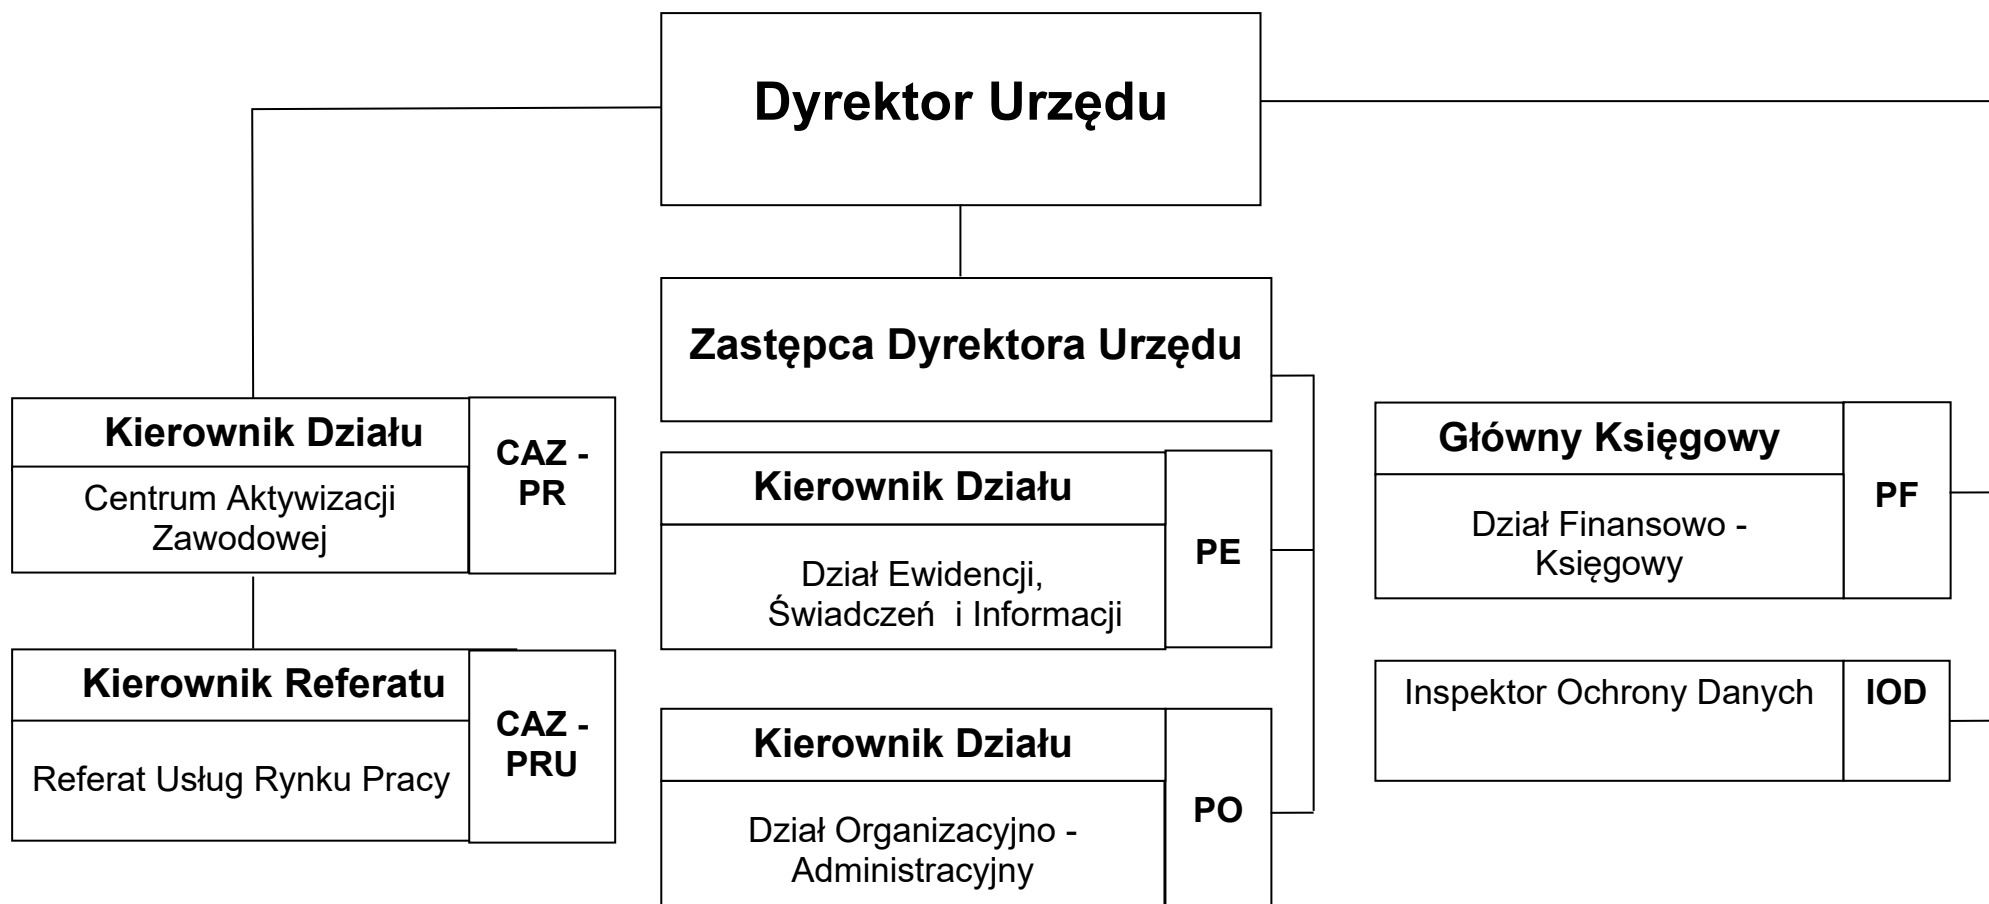 Dyrektor Urzędu
Zastępca Dyrektora Urzędu
Kierownik Działu
CAZ -
PR
Centrum Aktywizacji
Zawodowej
Kierownik Referatu
CAZ -
PRU
Referat Usług Rynku Pracy
Kierownik Działu
PE
Dział Ewidencji,
Świadczeń i Informacji
Kierownik Działu
PO
Dział Organizacyjno -
Administracyjny
Główny Księgowy
PF
Dział Finansowo -
Księgowy
Inspektor Ochrony Danych
IOD